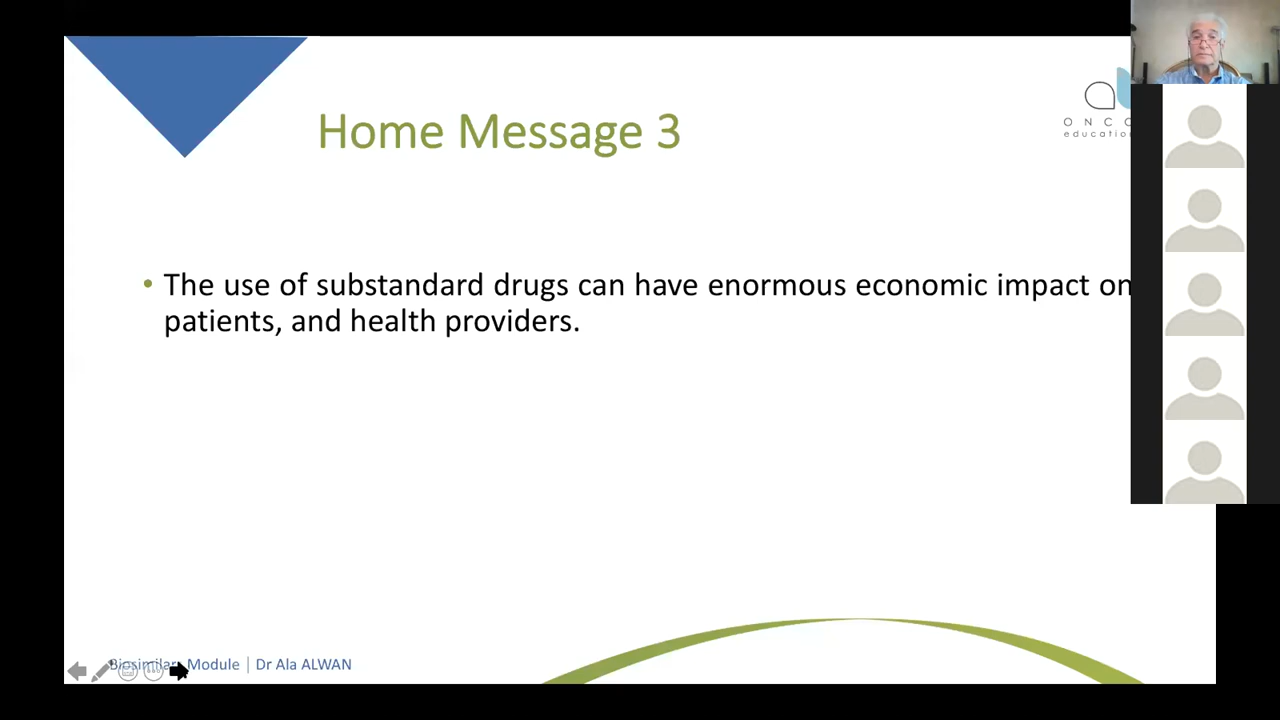 Home Message 3
ONCO
education
• The use of substandard drugs can have enormous economic impact on
patients, and health providers.
Biosimilars Module | Dr Ala ALWAN